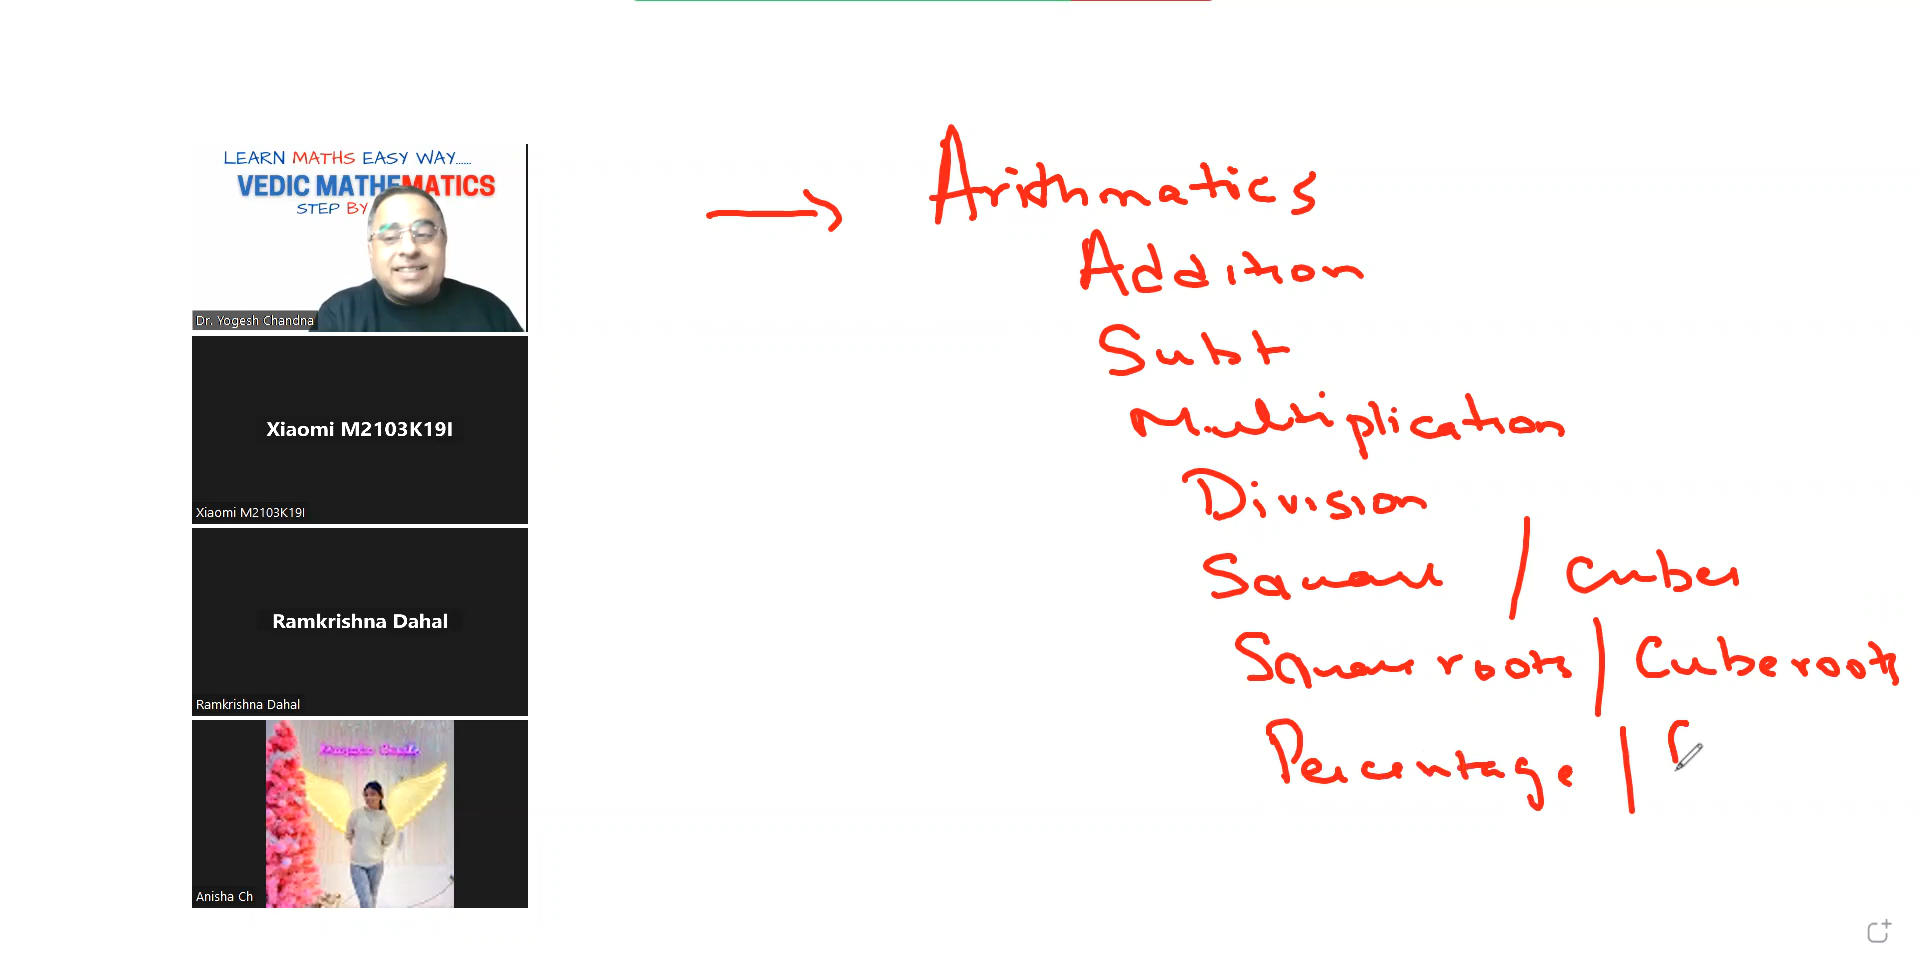 LEARN MATHS EASY WAY......
VEDIC MATHEMATICS
STEP BY
Dr. Yogesh Chandna
Xiaomi M2103K19I
Xiaomi M2103K19I
Ramkrishna Dahal
Ramkrishna Dahal
Anisha Ch
→ Arithmatics
Addition
Subt
Multiplication
Division
Square / Cubes
Square roots / Cube roots
Percentage /